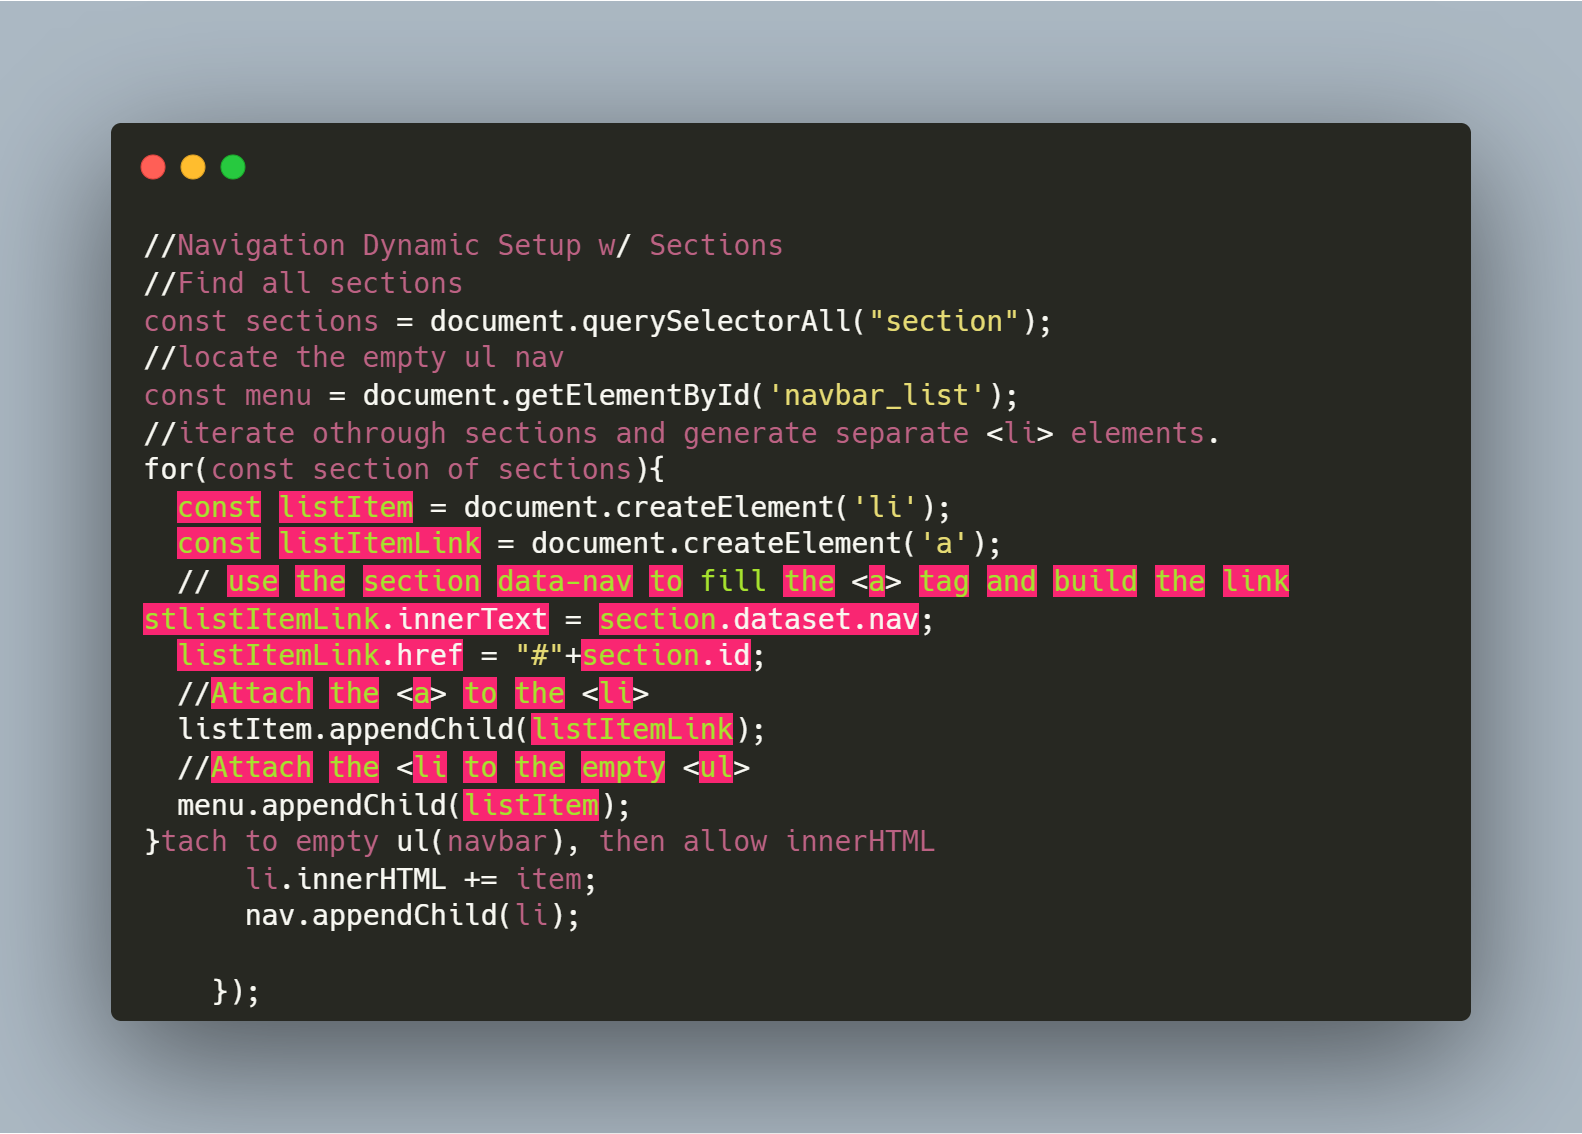 //Navigation Dynamic Setup w/ Sections
//Find all sections
const sections = document.querySelectorAll("section");
//locate the empty ul nav
const menu = document.getElementById('navbar_list');
//iterate othrough sections and generate separate <li> elements.
for(const section of sections){
  const listItem = document.createElement('li');
  const listItemLink = document.createElement('a');
  // use the section data-nav to fill the <a> tag and build the link
stlistItemLink.innerText = section.dataset.nav;
  listItemLink.href = "#"+section.id;
  //Attach the <a> to the <li>
  listItem.appendChild(listItemLink);
  //Attach the <li to the empty <ul>
  menu.appendChild(listItem);
}tach to empty ul(navbar), then allow innerHTML
      li.innerHTML += item;
      nav.appendChild(li);
    });